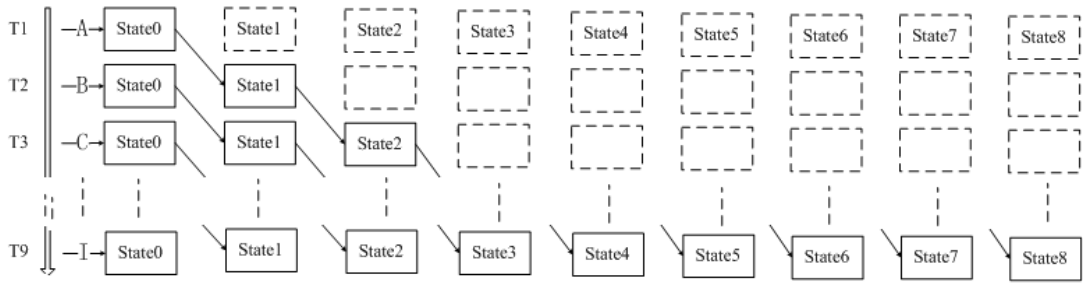 T1 A State0 State1 State2 State3 State4 State5 State6 State7 State8
T2 B State0 State1
T3 C State0 State1 State2
T9 I State0 State1 State2 State3 State4 State5 State6 State7 State8